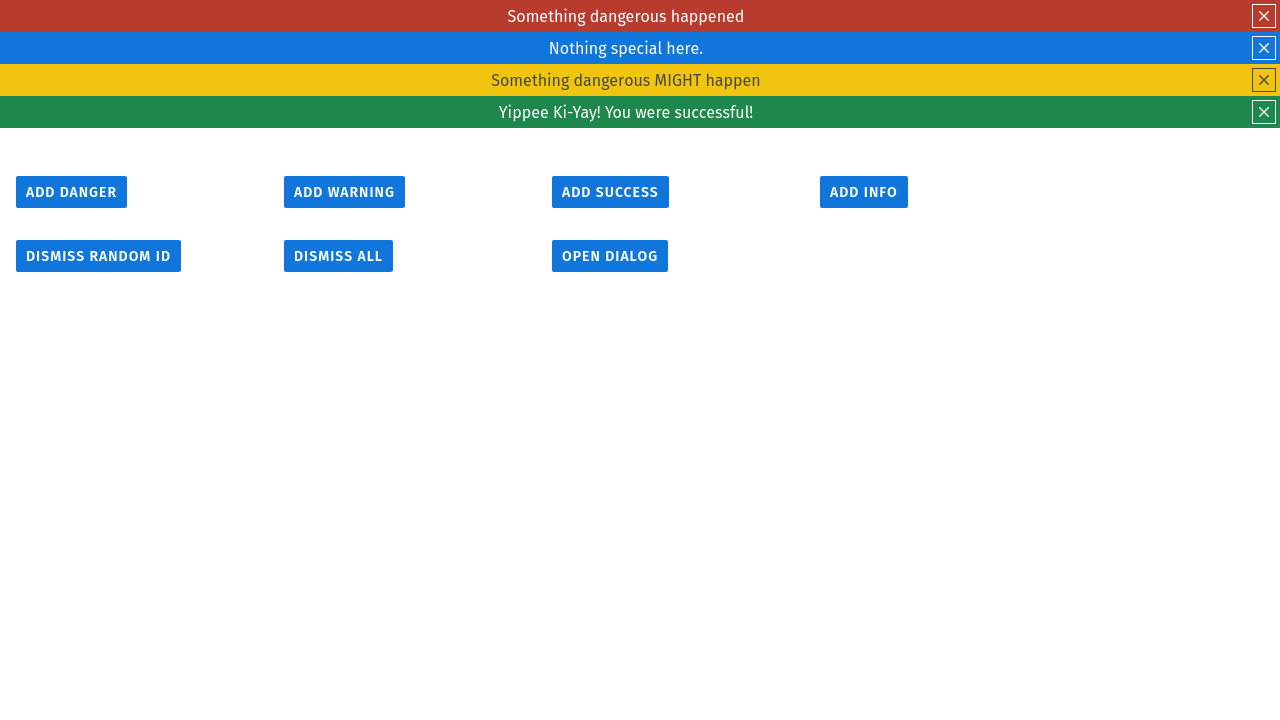 Something dangerous happened
Nothing special here.
Something dangerous MIGHT happen
Yippee Ki-Yay! You were successful!
ADD DANGER
ADD WARNING
ADD SUCCESS
ADD INFO
DISMISS RANDOM ID
DISMISS ALL
OPEN DIALOG